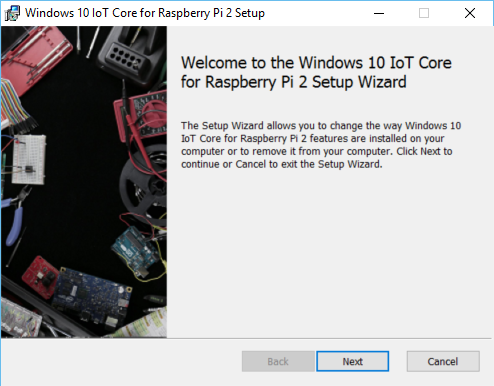 Windows 10 IoT Core for Raspberry Pi 2 Setup
Welcome to the Windows 10 IoT Core
for Raspberry Pi 2 Setup Wizard
The Setup Wizard allows you to change the way Windows 10
IoT Core for Raspberry Pi 2 features are installed on your
computer or to remove it from your computer. Click Next to
continue or Cancel to exit the Setup Wizard.
Back
Next
Cancel